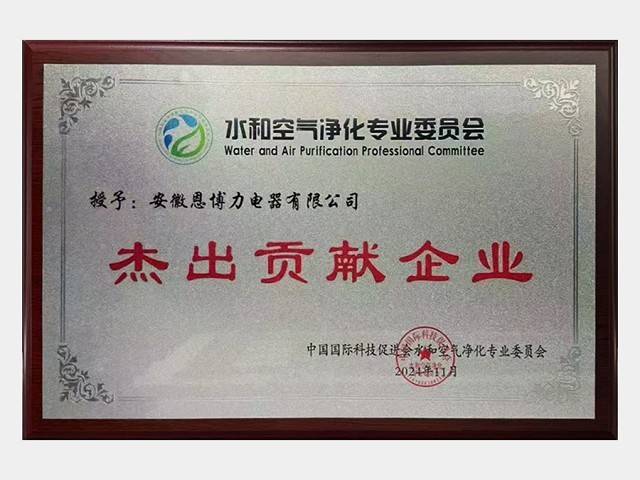 水和空气净化专业委员会
Water and Air Purification Professional Committee
授予：安徽恩博力电器有限公司
杰出贡献企业
中国国际科技促进会水和空气净化专业委员会
2024年11月